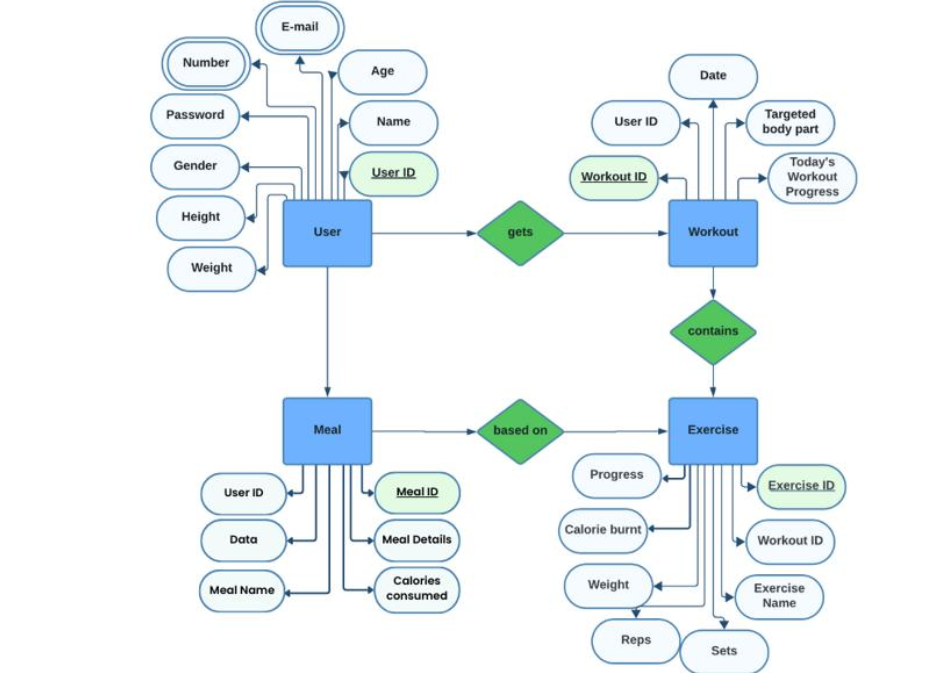 E-mail
Number
Age
Password
Name
Gender
User ID
Height
Weight
User
gets
Date
User ID
Targeted
body part
Workout ID
Today's
Workout
Progress
Workout
contains
Meal
based on
Exercise
User ID
Meal ID
Data
Meal Details
Meal Name
Calories
consumed
Progress
Exercise ID
Calorie burnt
Workout ID
Weight
Exercise
Name
Reps
Sets